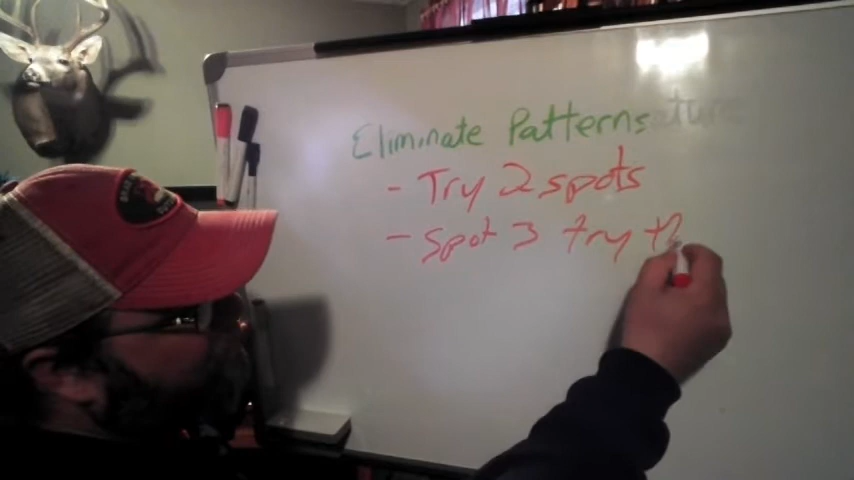 Eliminate Patterns
- Try 2 spots
- Spot 3 try